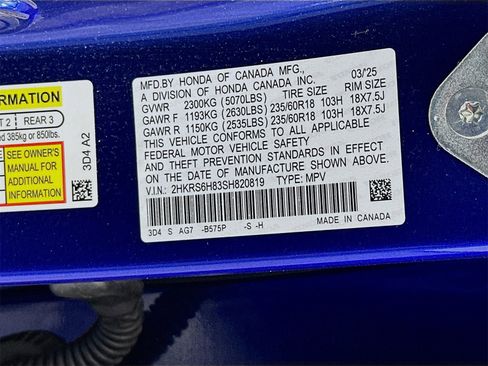 MFD.BY HONDA OF CANADA MFG., 03/25
A DIVISION OF HONDA CANADA INC.
GVWR 2300KG (5070LBS) TIRE SIZE RIM SIZE
GAWR F 1193KG (2630LBS) 235/60R18 103H 18X7.5J
GAWR R 1150KG (2535LBS) 235/60R18 103H 18X7.5J
THIS VEHICLE CONFORMS TO ALL APPLICABLE
FEDERAL MOTOR VEHICLE SAFETY
AND THEFT PREVENTION STANDARDS IN EFFECT
ON THE DATE OF MANUFACTURE SHOWN ABOVE.
V.I.N.: 2HKRS6H83SH820819 TYPE: MPV
3D4 S AG7 -B575P -S -H
MADE IN CANADA
2 REAR 3
385kg or 850lbs.
SEE OWNER'S
MANUAL FOR
ADDITIONAL
INFORMATION
3D4 A2